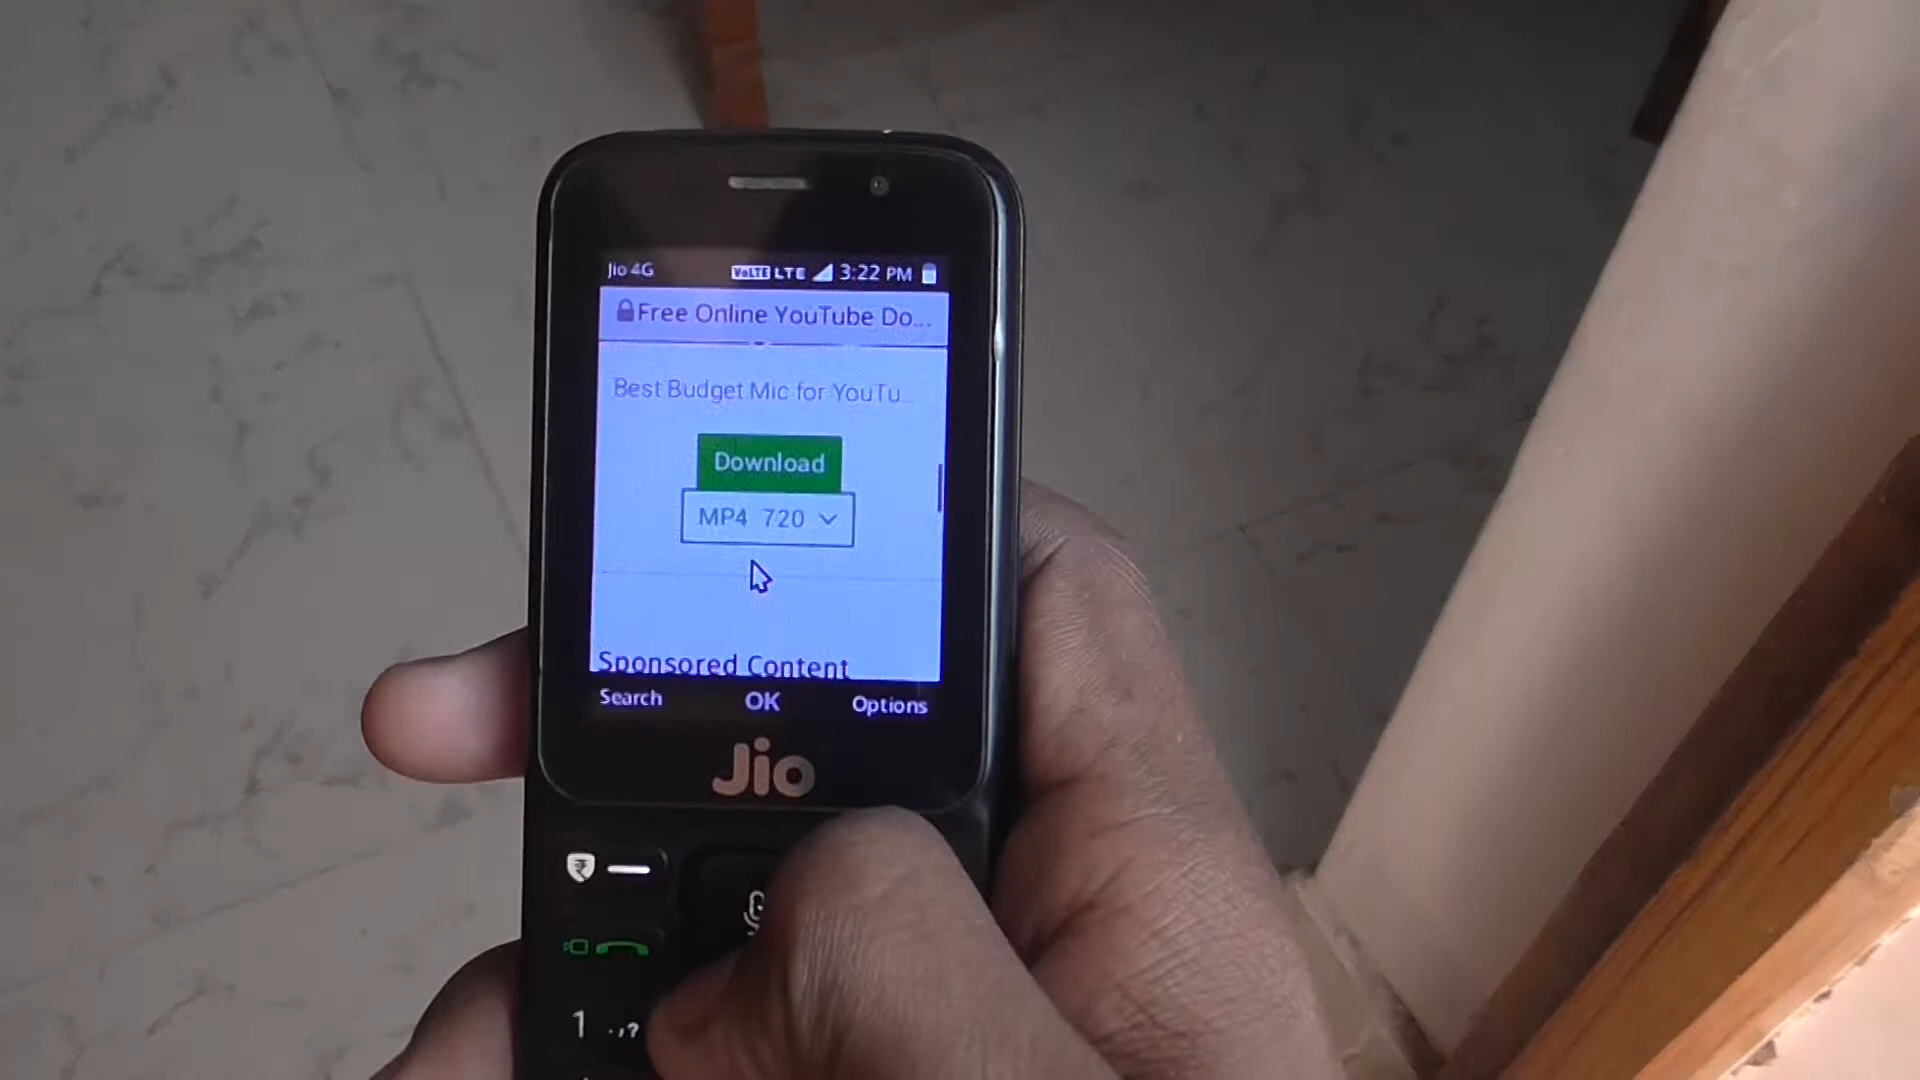 Jio 4G VoLTE LTE 3:22 PM
Free Online YouTube Do...
Best Budget Mic for YouTu...
Download
MP4 720
Sponsored Content
Search OK Options
Jio
1 .,?